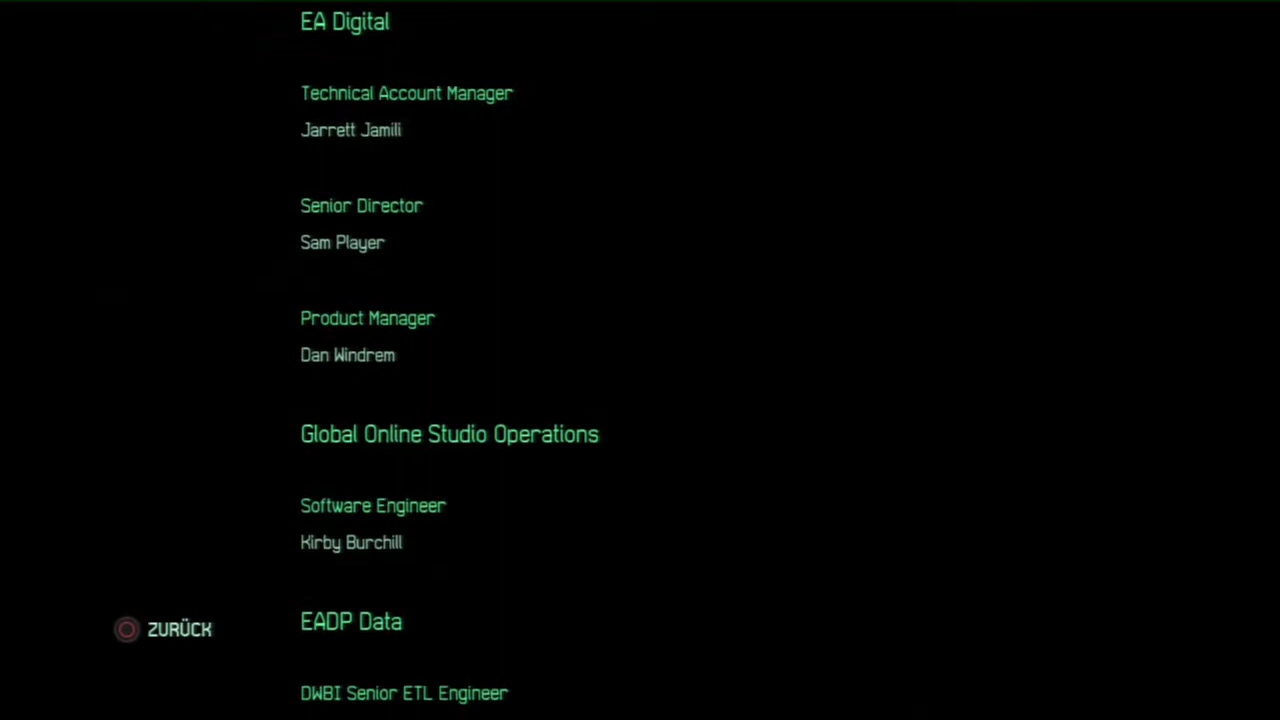 EA Digital
Technical Account Manager
Jarrett Jamili
Senior Director
Sam Player
Product Manager
Dan Windrem
Global Online Studio Operations
Software Engineer
Kirby Burchill
EADP Data
ZURÜCK
DWBI Senior ETL Engineer